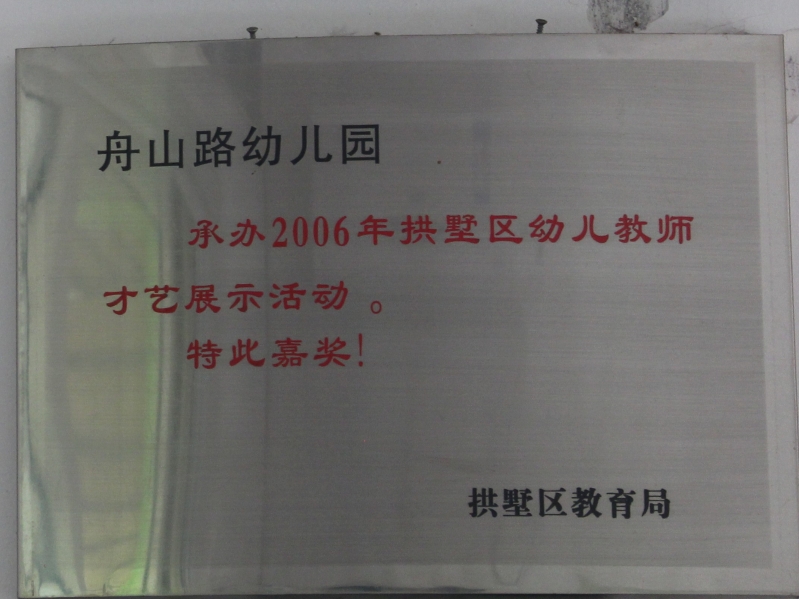 舟山路幼儿园
承办2006年拱墅区幼儿教师
才艺展示活动。
特此嘉奖!
拱墅区教育局